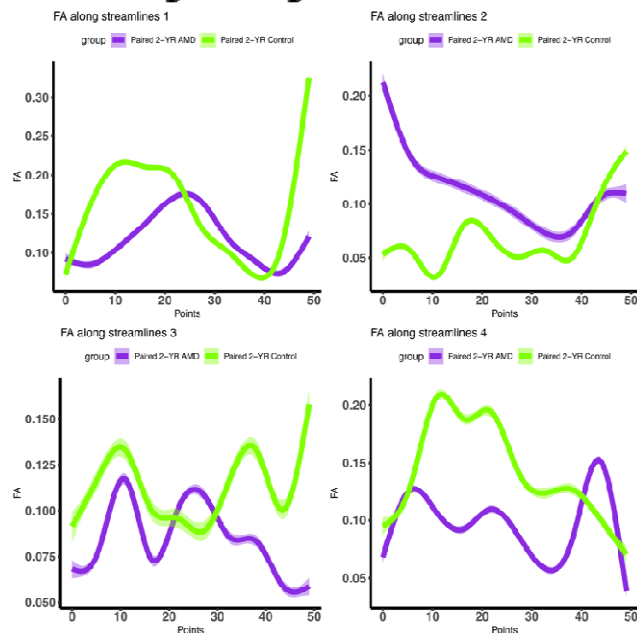 FA along streamlines 1
group Paired 2-YR AMD Paired 2-YR Control
0.30
0.25
0.20
0.15
0.10
FA
0 10 20 30 40 50
Points
FA along streamlines 2
group Paired 2-YR AMD Paired 2-YR Control
0.20
0.15
0.10
0.05
FA
0 10 20 30 40 50
Points
FA along streamlines 3
group Paired 2-YR AMD Paired 2-YR Control
0.150
0.125
0.100
0.075
0.050
FA
0 10 20 30 40 50
Points
FA along streamlines 4
group Paired 2-YR AMD Paired 2-YR Control
0.20
0.15
0.10
0.05
FA
0 10 20 30 40 50
Points